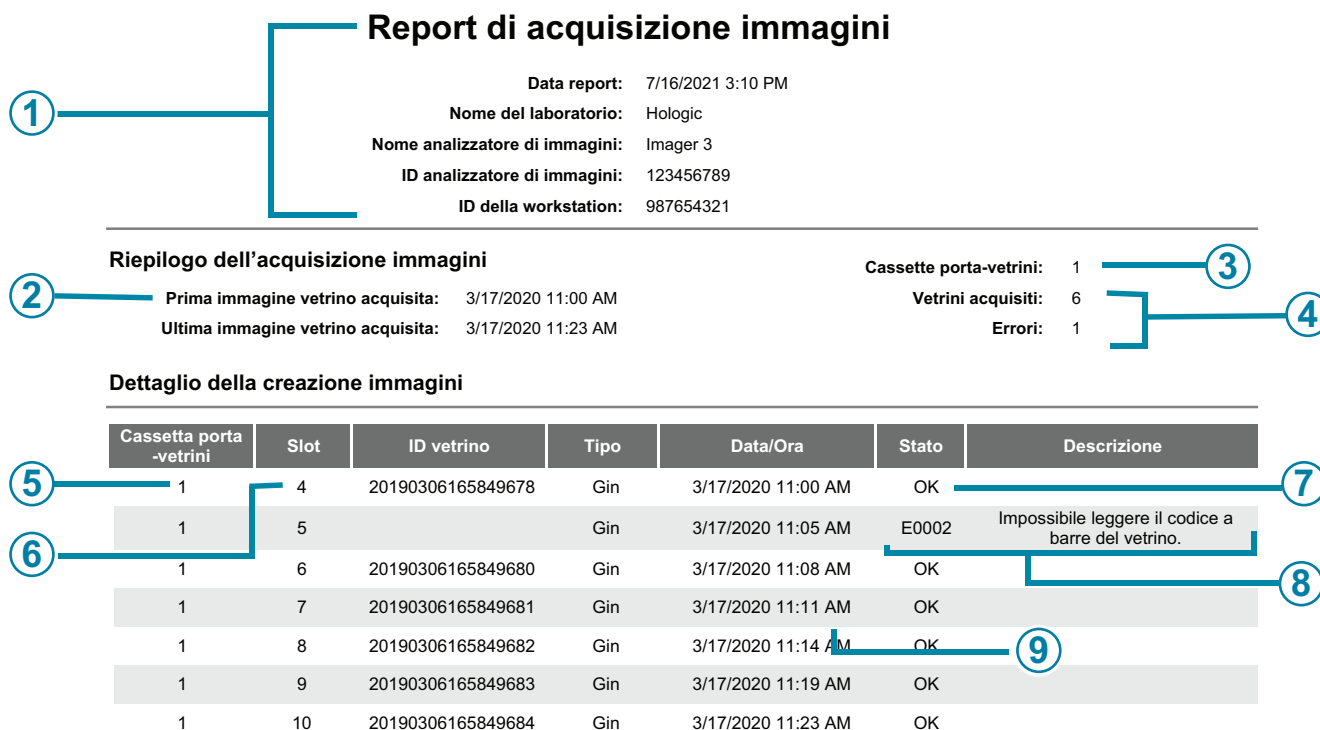 Report di acquisizione immagini
1
Data report: 7/16/2021 3:10 PM
Nome del laboratorio: Hologic
Nome analizzatore di immagini: Imager 3
ID analizzatore di immagini: 123456789
ID della workstation: 987654321
Riepilogo dell'acquisizione immagini
Cassette porta-vetrini: 1
3
2
Prima immagine vetrino acquisita: 3/17/2020 11:00 AM
Vetrini acquisiti: 6
4
Ultima immagine vetrino acquisita: 3/17/2020 11:23 AM
Errori: 1
Dettaglio della creazione immagini
Cassetta porta
-vetrini
Slot
ID vetrino
Tipo
Data/Ora
Stato
Descrizione
5
1 4 20190306165849678 Gin 3/17/2020 11:00 AM OK
7
1 5 Gin 3/17/2020 11:05 AM E0002 Impossibile leggere il codice a
barre del vetrino.
6
1 6 20190306165849680 Gin 3/17/2020 11:08 AM OK
8
1 7 20190306165849681 Gin 3/17/2020 11:11 AM OK
1 8 20190306165849682 Gin 3/17/2020 11:14 AM OK
9
1 9 20190306165849683 Gin 3/17/2020 11:19 AM OK
1 10 20190306165849684 Gin 3/17/2020 11:23 AM OK